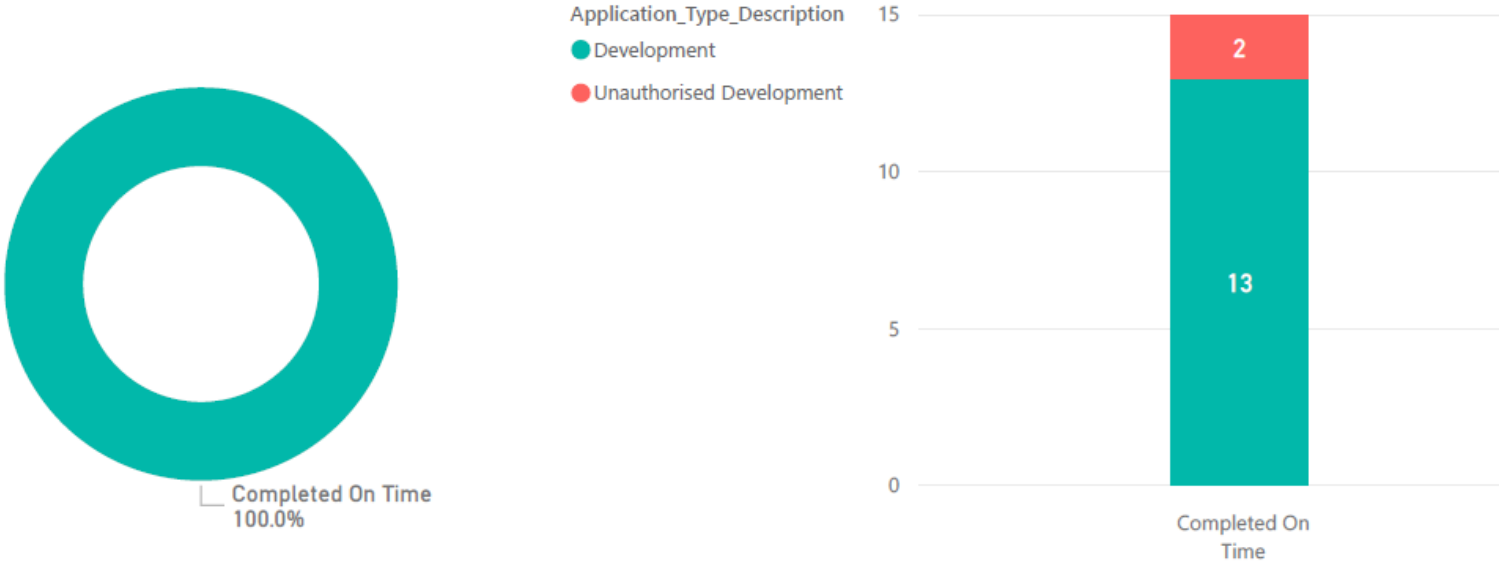 Completed On Time
100.0%
Application_Type_Description
Development
Unauthorised Development
15
10
5
0
2
13
Completed On
Time